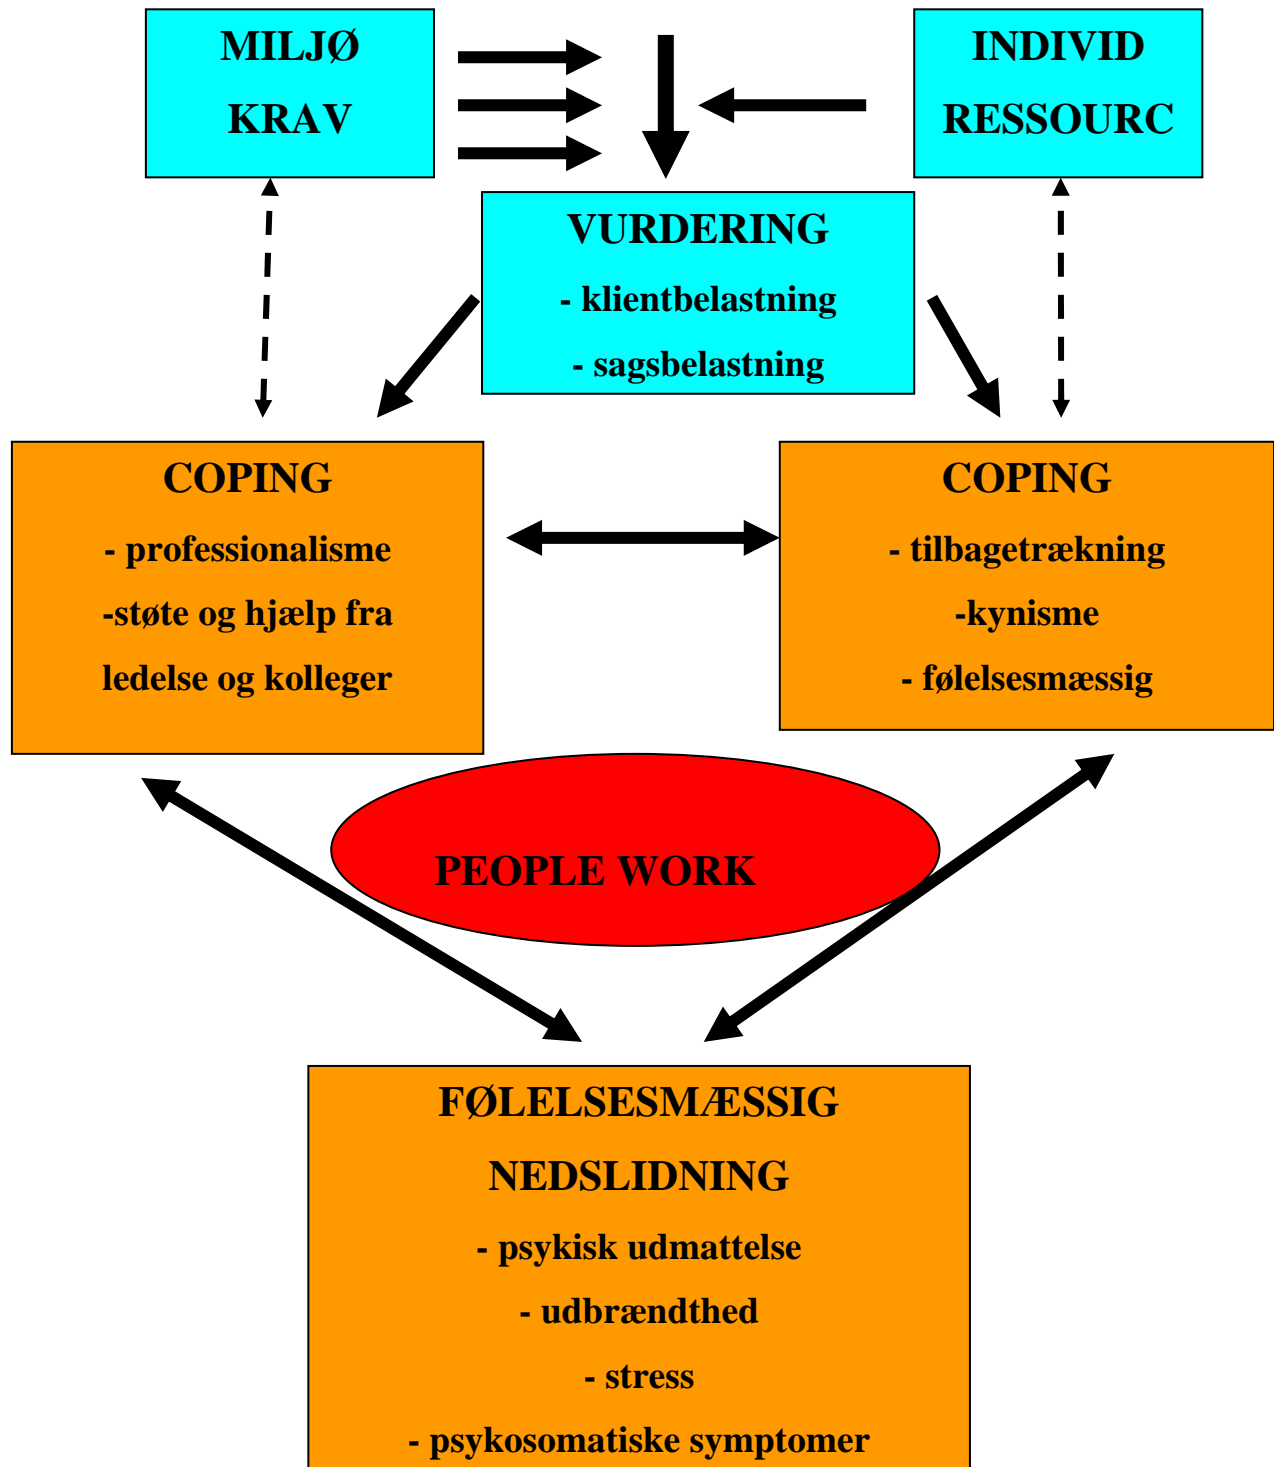 MILJØ
KRAV
INDIVID
RESSOURC
VURDERING
- klientbelastning
- sagsbelastning
COPING
- professionalisme
-støte og hjælp fra
ledelse og kolleger
COPING
- tilbagetrækning
-kynisme
- følelsesmæssig
PEOPLE WORK
FØLELSESMÆSSIG
NEDSLIDNING
- psykisk udmattelse
- udbrændthed
- stress
- psykosomatiske symptomer